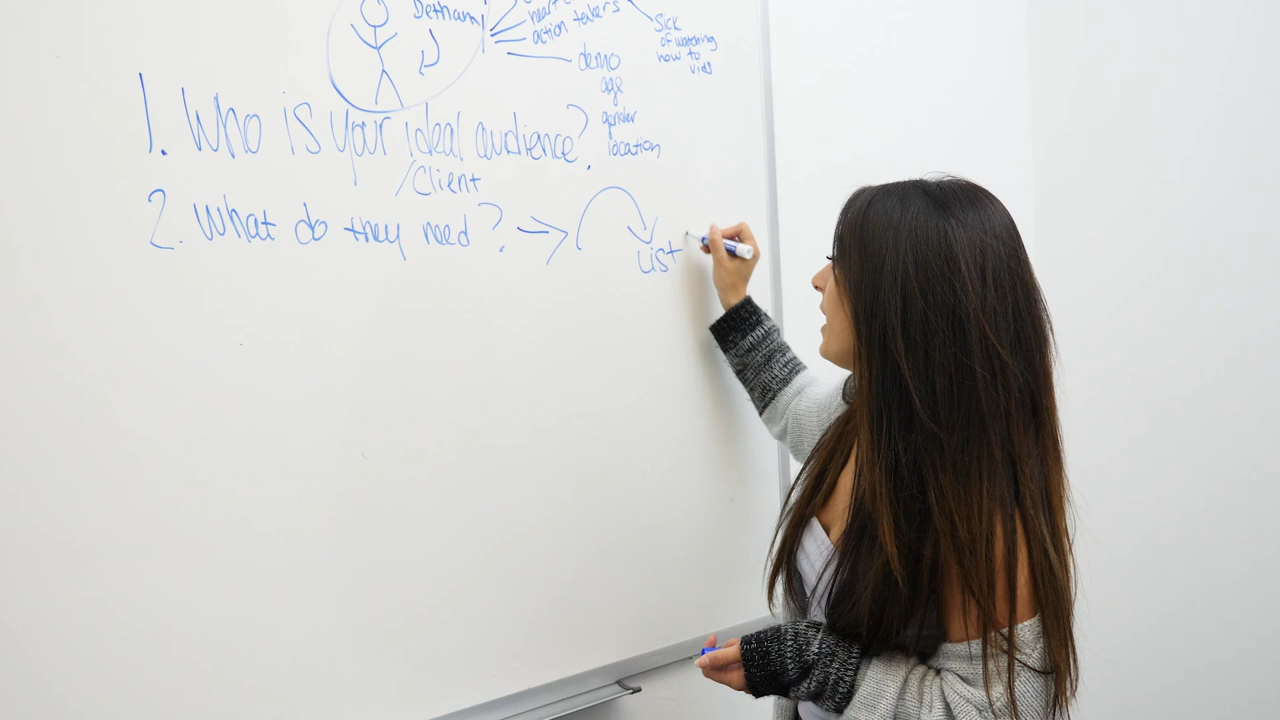 Bethany
heart
action takers
Sick
of watching
how to
vids
demo
age
gender
location
1. Who is your ideal audience?
/Client
2. What do they need?
List